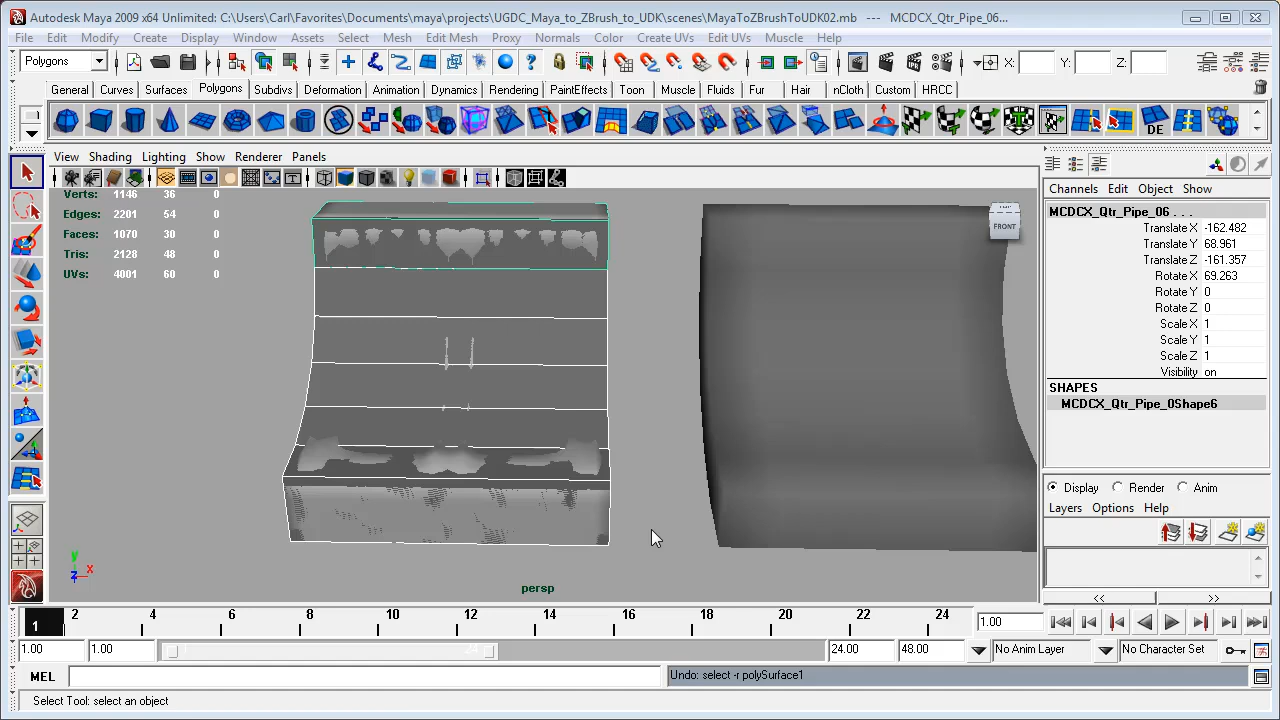 Autodesk Maya 2009 x64 Unlimited: C:\Users\Carl\Favorites\Documents\maya\projects\UGDC_Maya_to_ZBrush_to_UDK\scenes\MayaToZBrushToUDK02.mb --- MCDCX_Qtr_Pipe_06...
File Edit Modify Create Display Window Assets Select Mesh Edit Mesh Proxy Normals Color Create UVs Edit UVs Muscle Help
Polygons X: Y: Z:
General Curves Surfaces Polygons Subdivs Deformation Animation Dynamics Rendering PaintEffects Toon Muscle Fluids Fur Hair nCloth Custom HRCC
DE
View Shading Lighting Show Renderer Panels
Channels Edit Object Show
Verts: 1146 36 0
Edges: 2201 54 0
Faces: 1070 30 0
Tris: 2128 48 0
UVs: 4001 60 0
FRONT
MCDCX_Qtr_Pipe_06 . . .
Translate X -162.482
Translate Y 68.961
Translate Z -161.357
Rotate X 69.263
Rotate Y 0
Rotate Z 0
Scale X 1
Scale Y 1
Scale Z 1
Visibility on
SHAPES
MCDCX_Qtr_Pipe_0Shape6
Display Render Anim
Layers Options Help
y
z x
persp
<< >>
1 2 4 6 8 10 12 14 16 18 20 22 24 1.00
1.00 1.00 24 24.00 48.00 No Anim Layer No Character Set
MEL Undo: select -r polySurface1
Select Tool: select an object